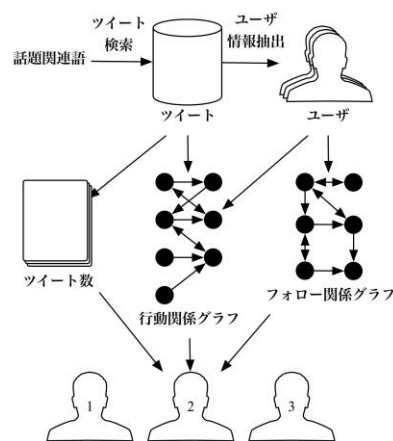 ツイート
検索
ユーザ
情報抽出
話題関連語
ツイート
ユーザ
ツイート数
行動関係グラフ
フォロー関係グラフ
1
2
3